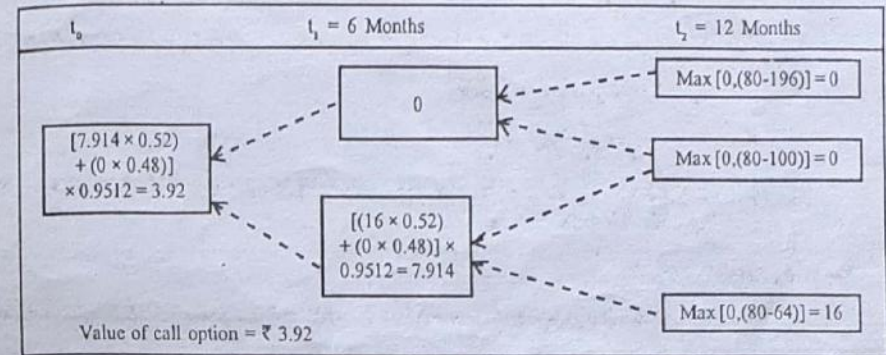 t₀ t₁ = 6 Months t₂ = 12 Months
Max [0,(80-196)] = 0
0
[7.914 × 0.52)
+ (0 × 0.48)]
× 0.9512 = 3.92
Max [0,(80-100)] = 0
[(16 × 0.52)
+ (0 × 0.48)] ×
0.9512 = 7.914
Max [0,(80-64)] = 16
Value of call option = ₹ 3.92